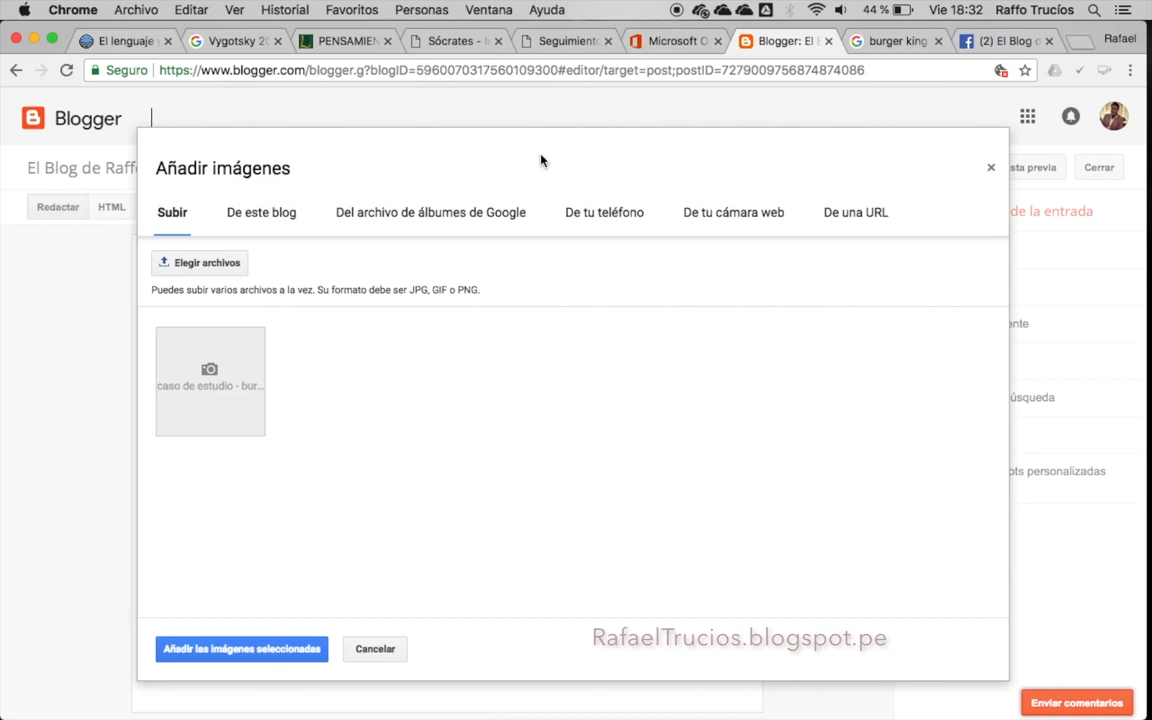 Chrome Archivo Editar Ver Historial Favoritos Personas Ventana Ayuda 44 % Vie 18:32 Raffo Trucíos
El lenguaje Vygotsky 20 PENSAMIEN Sócrates - I Seguimiento Microsoft O Blogger: El burger king (2) El Blog d Rafael
Seguro https://www.blogger.com/blogger.g?blogID=5960070317560109300#editor/target=post;postID=7279009756874874086
Blogger
El Blog de Raffo
Añadir imágenes
sta previa Cerrar
Redactar HTML
Subir De este blog Del archivo de álbumes de Google De tu teléfono De tu cámara web De una URL
de la entrada
Elegir archivos
Puedes subir varios archivos a la vez. Su formato debe ser JPG, GIF o PNG.
ente
caso de estudio - bur...
úsqueda
pts personalizadas
RafaelTrucios.blogspot.pe
Añadir las imágenes seleccionadas Cancelar
Enviar comentarios